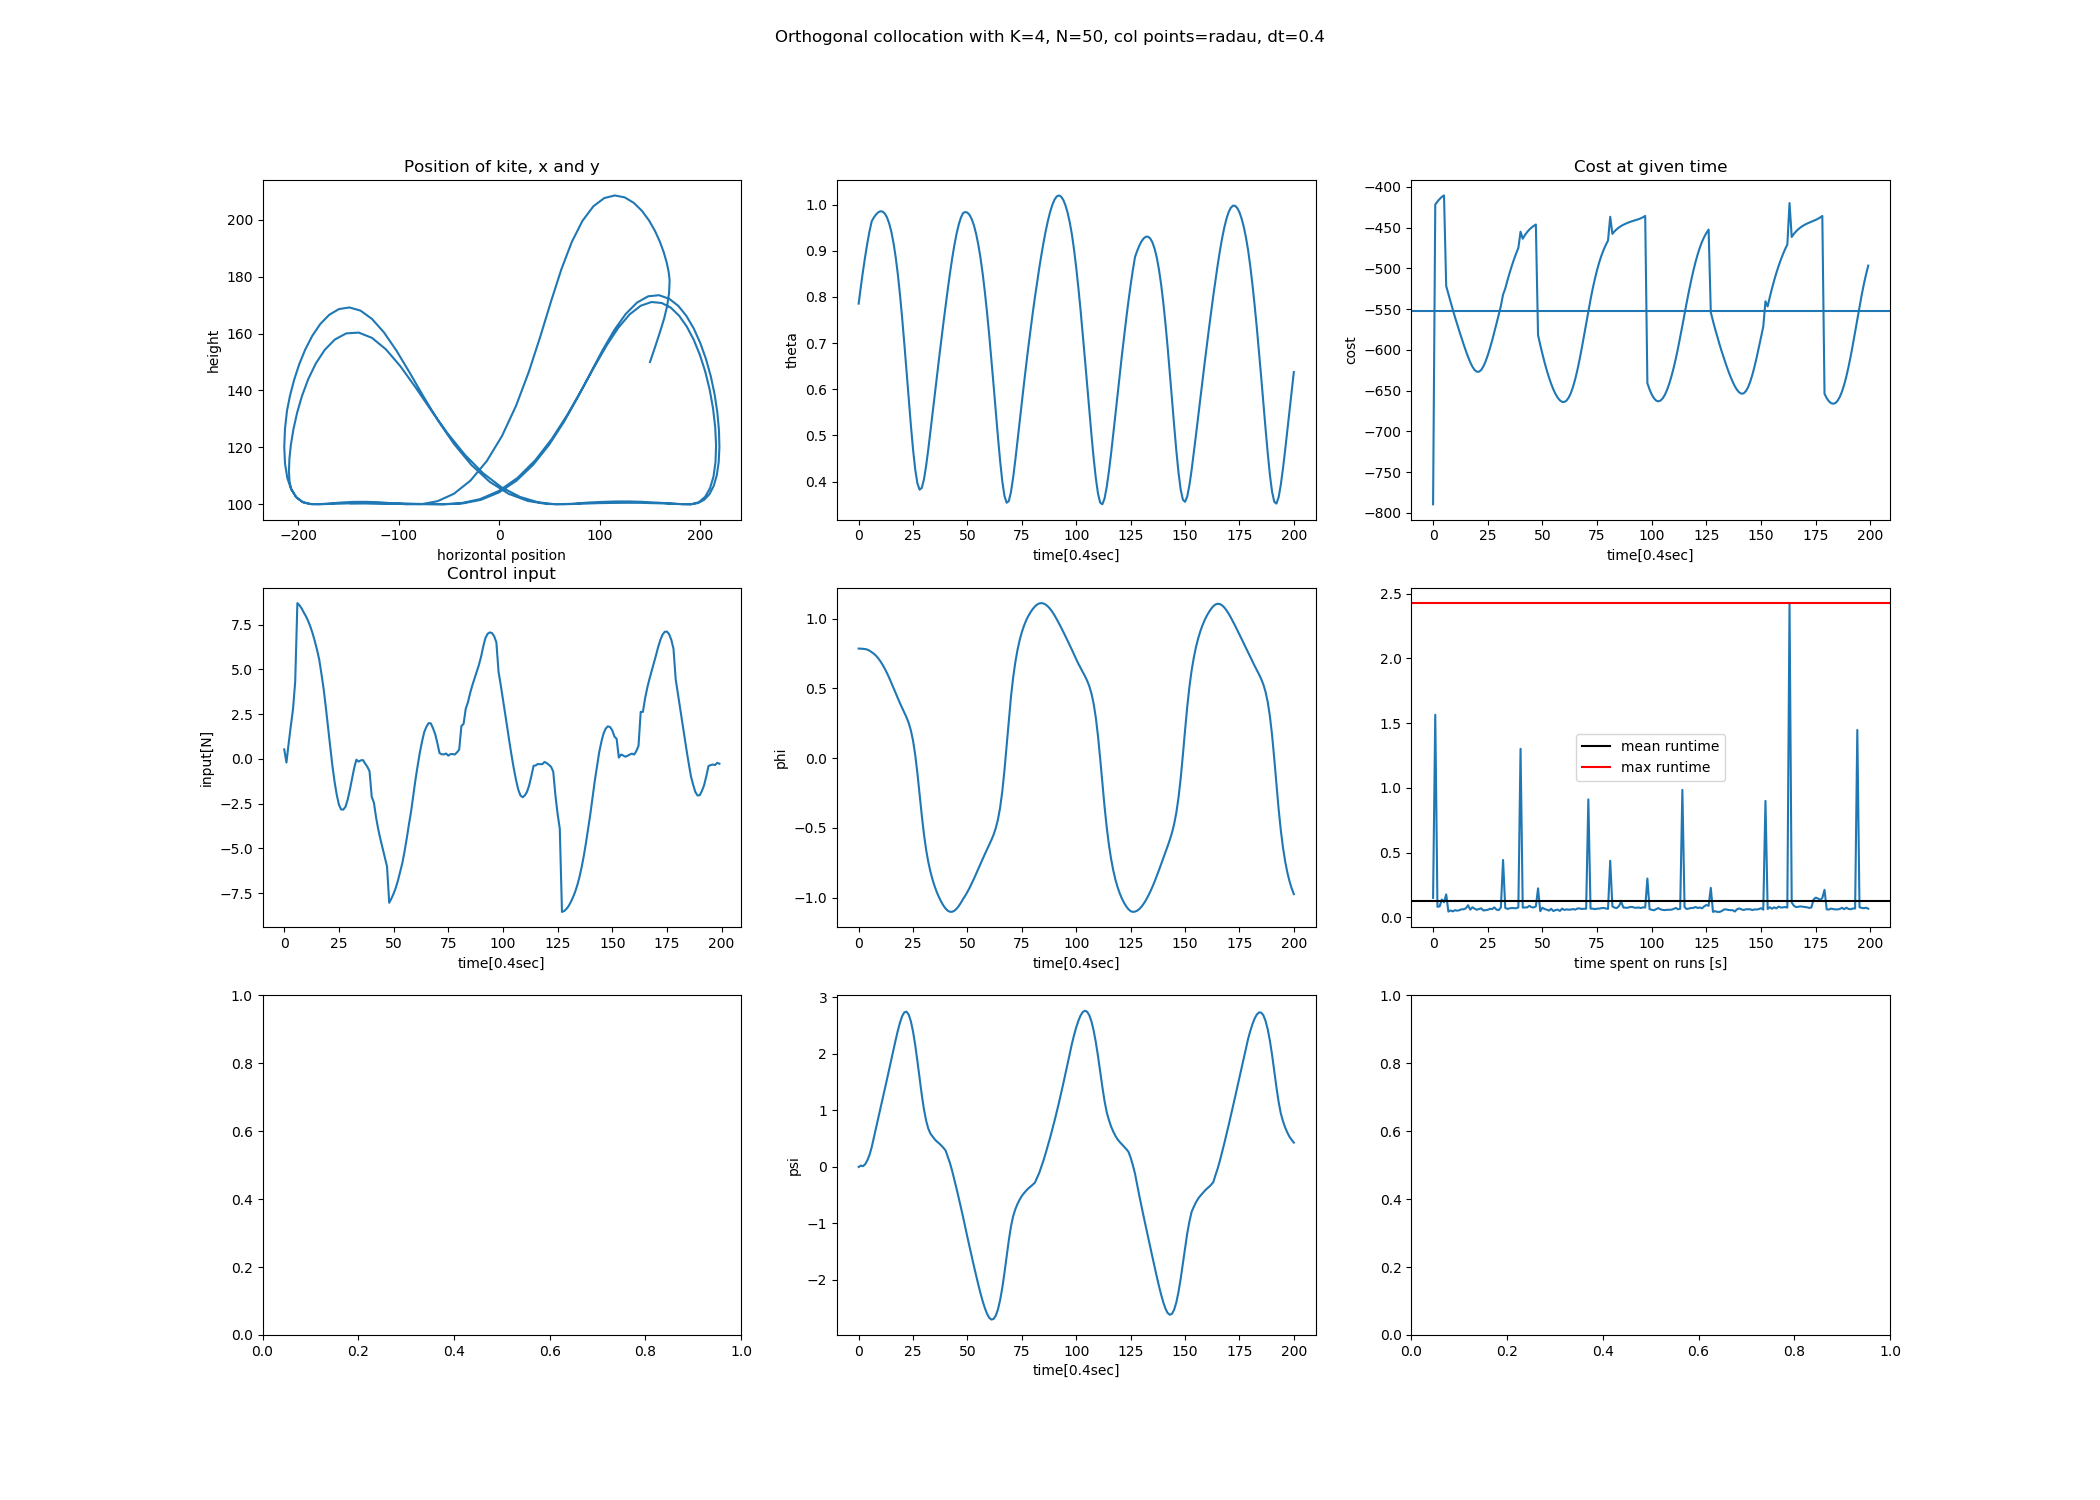 Orthogonal collocation with K=4, N=50, col points=radau, dt=0.4
Position of kite, x and y
height
200
180
160
140
120
100
−200 −100 0 100 200
horizontal position
theta
1.0
0.9
0.8
0.7
0.6
0.5
0.4
0 25 50 75 100 125 150 175 200
time[0.4sec]
Cost at given time
cost
−400
−450
−500
−550
−600
−650
−700
−750
−800
0 25 50 75 100 125 150 175 200
time[0.4sec]
Control input
input[N]
7.5
5.0
2.5
0.0
−2.5
−5.0
−7.5
0 25 50 75 100 125 150 175 200
time[0.4sec]
phi
1.0
0.5
0.0
−0.5
−1.0
0 25 50 75 100 125 150 175 200
time[0.4sec]
2.5
2.0
1.5
1.0
0.5
0.0
mean runtime
max runtime
0 25 50 75 100 125 150 175 200
time spent on runs [s]
1.0
0.8
0.6
0.4
0.2
0.0
0.0 0.2 0.4 0.6 0.8 1.0
psi
3
2
1
0
−1
−2
0 25 50 75 100 125 150 175 200
time[0.4sec]
1.0
0.8
0.6
0.4
0.2
0.0
0.0 0.2 0.4 0.6 0.8 1.0